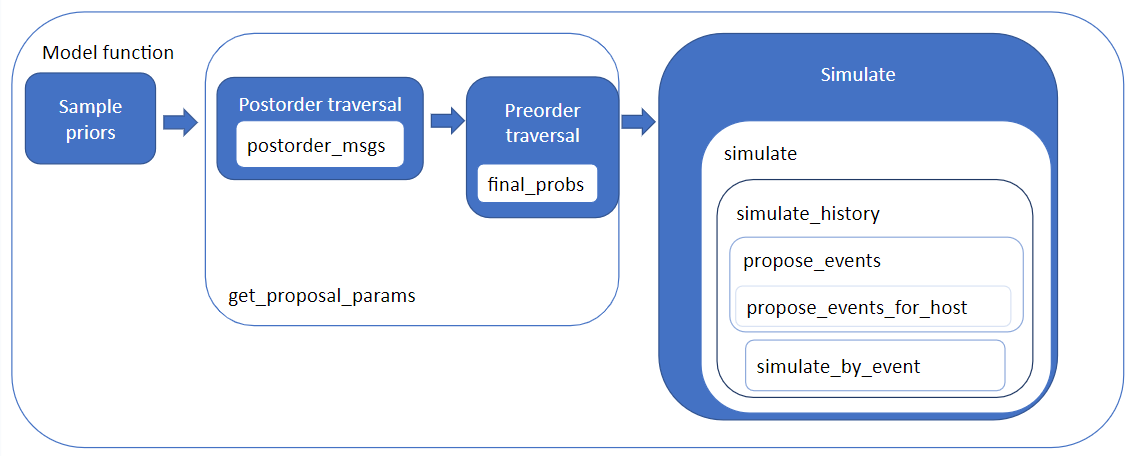 Model function
Sample
priors
Postorder traversal
postorder_msgs
Preorder
traversal
final_probs
get_proposal_params
Simulate
simulate
simulate_history
propose_events
propose_events_for_host
simulate_by_event